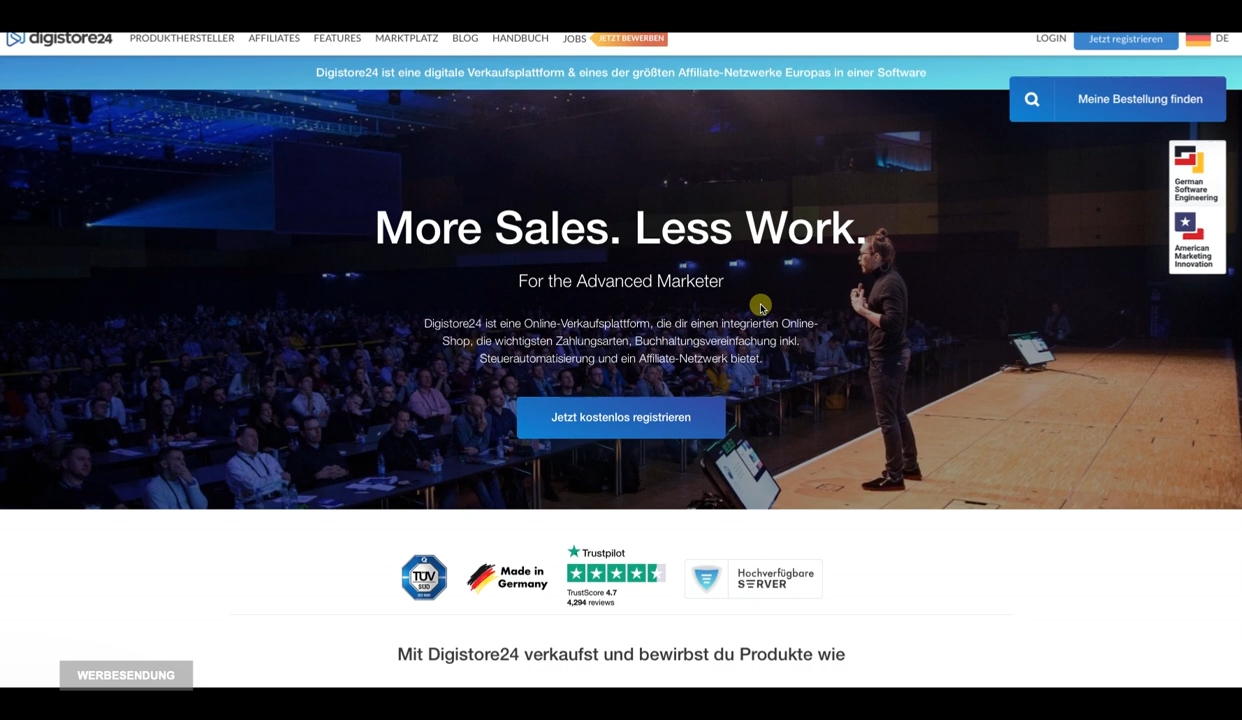 digistore24
PRODUKTHERSTELLER AFFILIATES FEATURES MARKTPLATZ BLOG HANDBUCH JOBS JETZT BEWERBEN
LOGIN Jetzt registrieren DE
Digistore24 ist eine digitale Verkaufsplattform & eines der größten Affiliate-Netzwerke Europas in einer Software
Meine Bestellung finden
German
Software
Engineering
American
Marketing
Innovation
More Sales. Less Work.
For the Advanced Marketer
Digistore24 ist eine Online-Verkaufsplattform, die dir einen integrierten Online-
Shop, die wichtigsten Zahlungsarten, Buchhaltungsvereinfachung inkl.
Steuerautomatisierung und ein Affiliate-Netzwerk bietet.
Jetzt kostenlos registrieren
TÜV
SÜD
Made in
Germany
Trustpilot
TrustScore 4.7
4,294 reviews
Hochverfügbare
SERVER
Mit Digistore24 verkaufst und bewirbst du Produkte wie
WERBESENDUNG